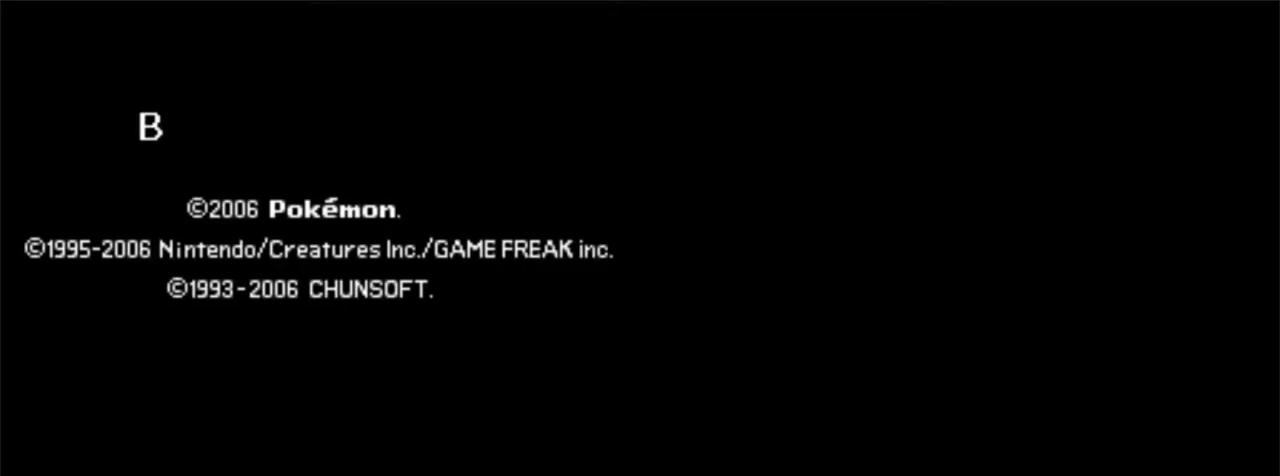 B
©2006 Pokémon.
©1995-2006 Nintendo/Creatures Inc./GAME FREAK inc.
©1993-2006 CHUNSOFT.